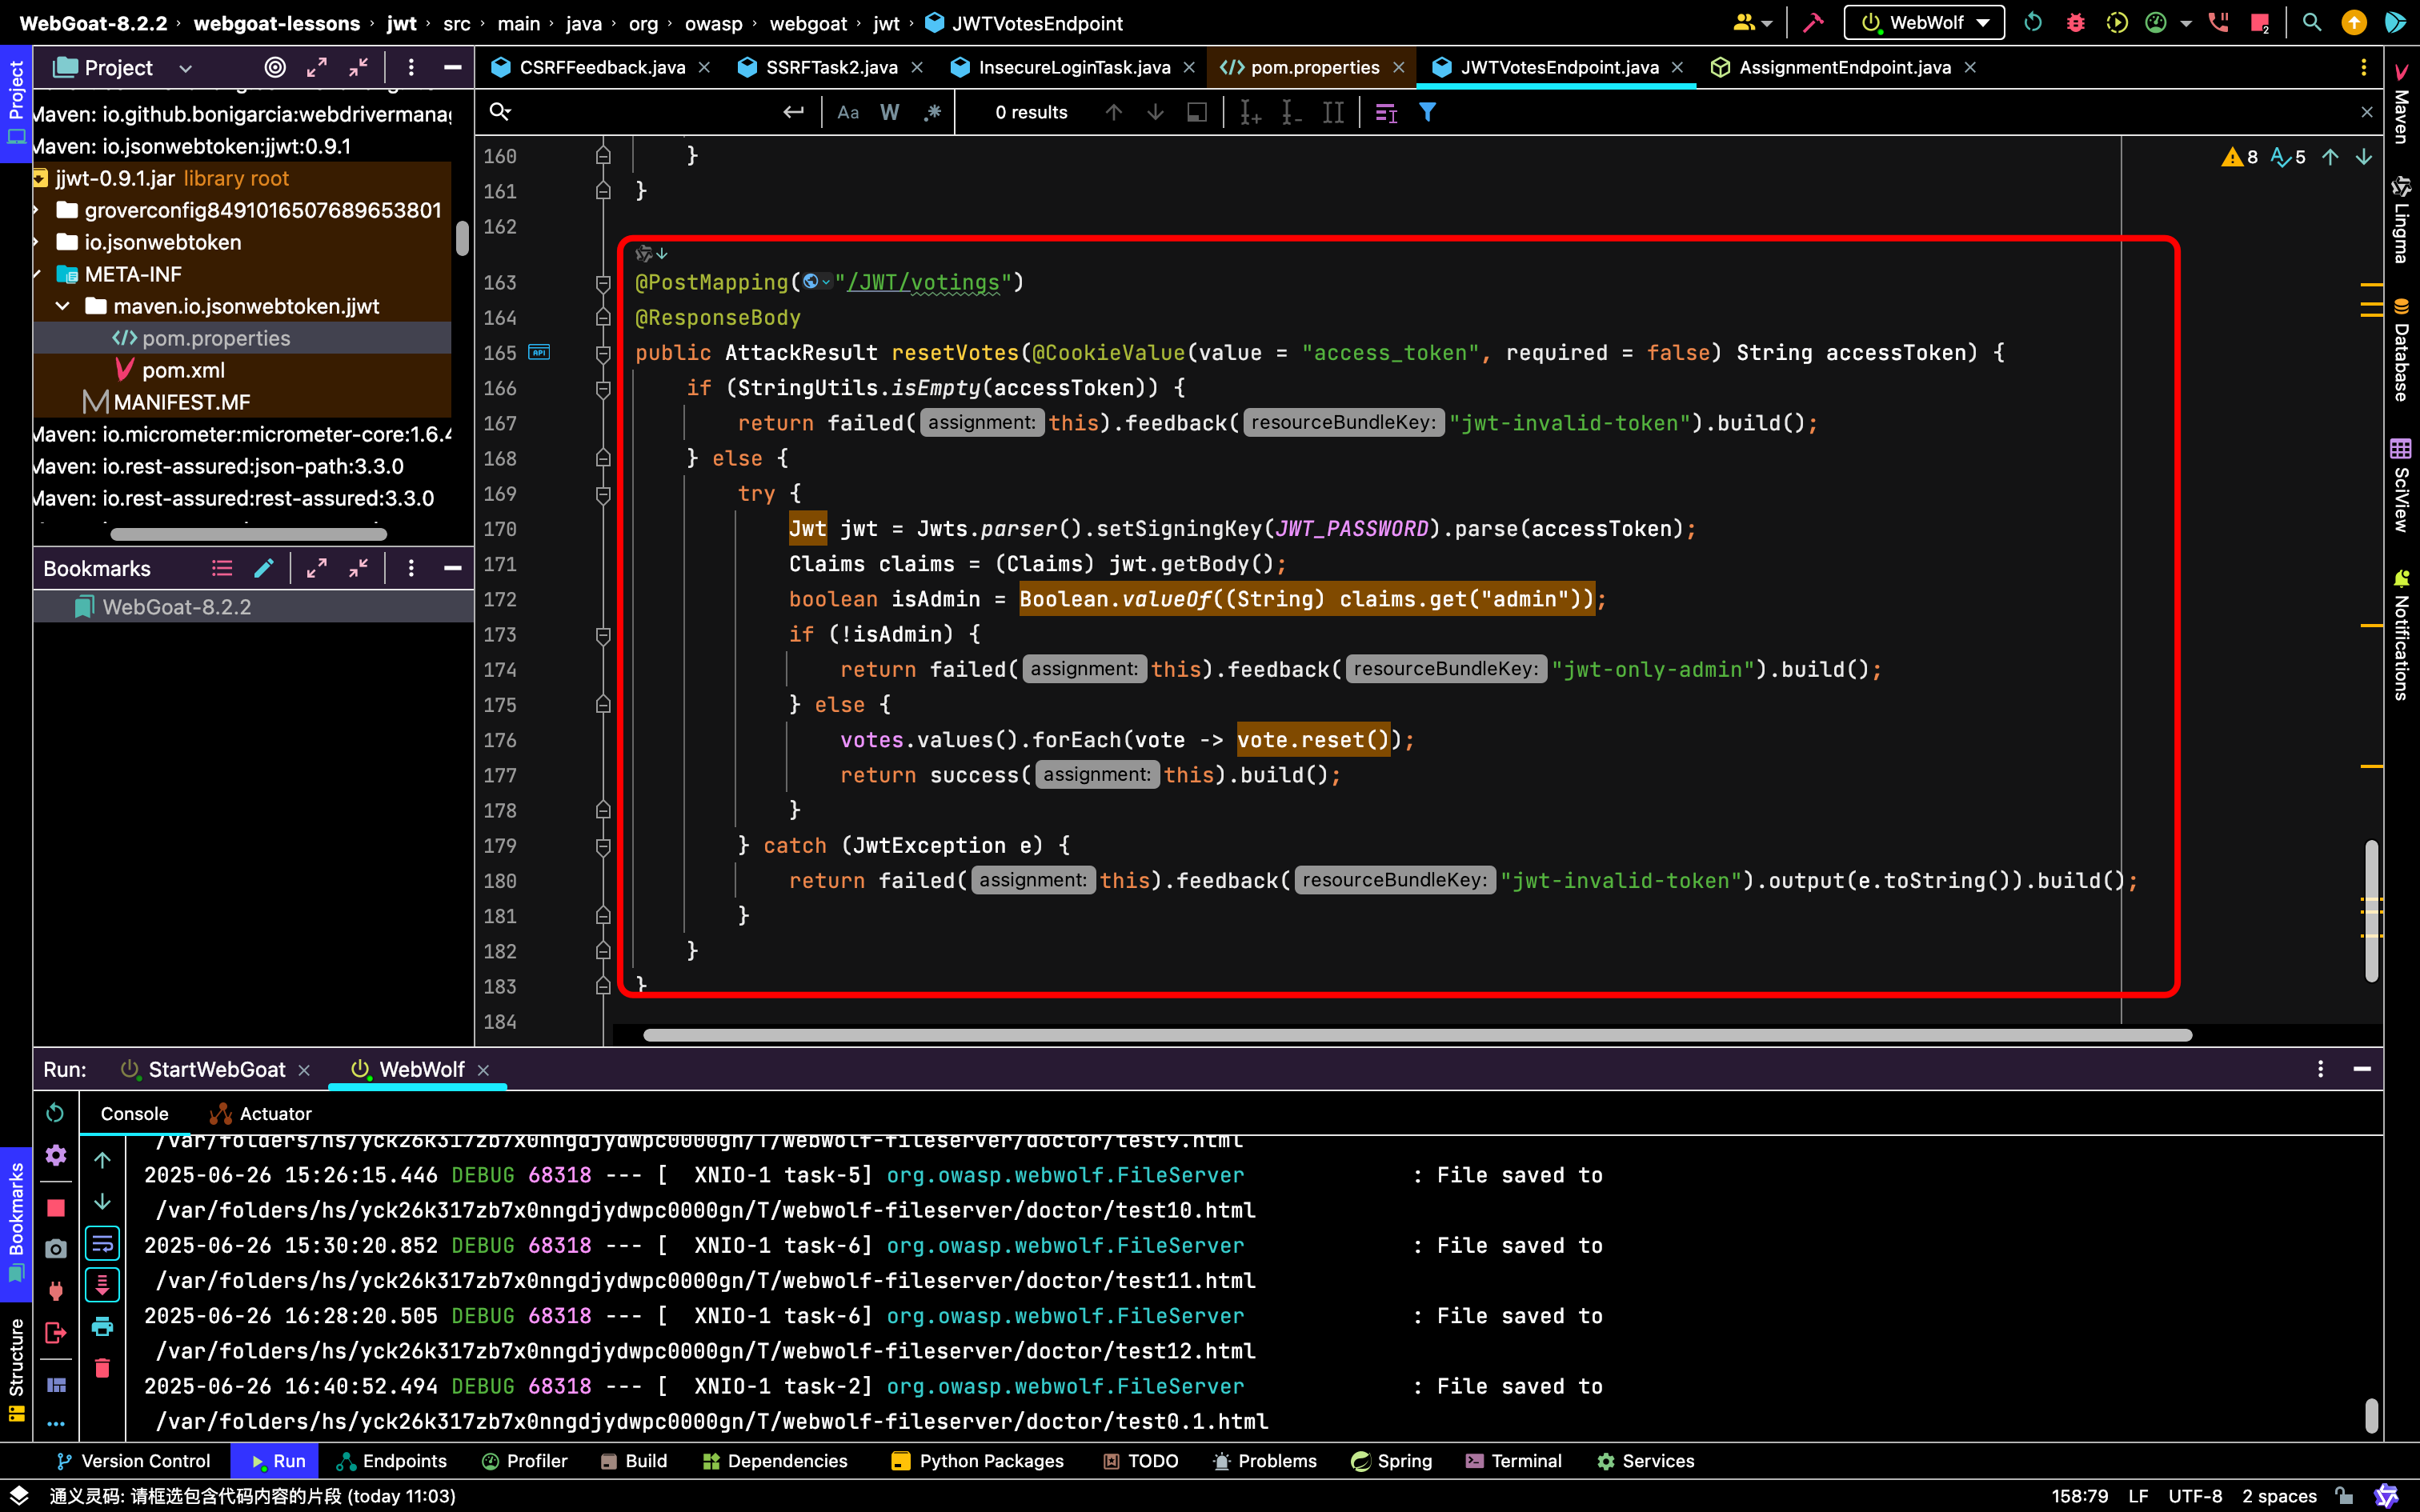 WebGoat-8.2.2 › webgoat-lessons › jwt › src › main › java › org › owasp › webgoat › jwt › JWTVotesEndpoint
WebWolf
Project
CSRFFeedback.java
SSRFTask2.java
InsecureLoginTask.java
pom.properties
JWTVotesEndpoint.java
AssignmentEndpoint.java
Project
Maven: io.github.bonigarcia:webdrivermanag
Maven: io.jsonwebtoken:jjwt:0.9.1
jjwt-0.9.1.jar library root
groverconfig8491016507689653801
io.jsonwebtoken
META-INF
maven.io.jsonwebtoken.jjwt
pom.properties
pom.xml
MANIFEST.MF
Maven: io.micrometer:micrometer-core:1.6.4
Maven: io.rest-assured:json-path:3.3.0
Maven: io.rest-assured:rest-assured:3.3.0
Bookmarks
WebGoat-8.2.2
Aa W .* 0 results
8 5
160 }
161 }
162
163 @PostMapping("/JWT/votings")
164 @ResponseBody
165 API public AttackResult resetVotes(@CookieValue(value = "access_token", required = false) String accessToken) {
166 if (StringUtils.isEmpty(accessToken)) {
167 return failed( assignment: this).feedback( resourceBundleKey: "jwt-invalid-token").build();
168 } else {
169 try {
170 Jwt jwt = Jwts.parser().setSigningKey(JWT_PASSWORD).parse(accessToken);
171 Claims claims = (Claims) jwt.getBody();
172 boolean isAdmin = Boolean.valueOf((String) claims.get("admin"));
173 if (!isAdmin) {
174 return failed( assignment: this).feedback( resourceBundleKey: "jwt-only-admin").build();
175 } else {
176 votes.values().forEach(vote -> vote.reset());
177 return success( assignment: this).build();
178 }
179 } catch (JwtException e) {
180 return failed( assignment: this).feedback( resourceBundleKey: "jwt-invalid-token").output(e.toString()).build();
181 }
182 }
183 }
184
Maven
Lingma
Database
SciView
Notifications
Run: StartWebGoat WebWolf
Console Actuator
/var/folders/hs/yck26k317zb7x0nngdjydwpc0000gn/T/webwolf-fileserver/doctor/test9.html
2025-06-26 15:26:15.446 DEBUG 68318 --- [ XNIO-1 task-5] org.owasp.webwolf.FileServer : File saved to
/var/folders/hs/yck26k317zb7x0nngdjydwpc0000gn/T/webwolf-fileserver/doctor/test10.html
2025-06-26 15:30:20.852 DEBUG 68318 --- [ XNIO-1 task-6] org.owasp.webwolf.FileServer : File saved to
/var/folders/hs/yck26k317zb7x0nngdjydwpc0000gn/T/webwolf-fileserver/doctor/test11.html
2025-06-26 16:28:20.505 DEBUG 68318 --- [ XNIO-1 task-6] org.owasp.webwolf.FileServer : File saved to
/var/folders/hs/yck26k317zb7x0nngdjydwpc0000gn/T/webwolf-fileserver/doctor/test12.html
2025-06-26 16:40:52.494 DEBUG 68318 --- [ XNIO-1 task-2] org.owasp.webwolf.FileServer : File saved to
/var/folders/hs/yck26k317zb7x0nngdjydwpc0000gn/T/webwolf-fileserver/doctor/test0.1.html
Bookmarks
Structure
Version Control Run Endpoints Profiler Build Dependencies Python Packages TODO Problems Spring Terminal Services
通义灵码: 请框选包含代码内容的片段 (today 11:03)
158:79 LF UTF-8 2 spaces